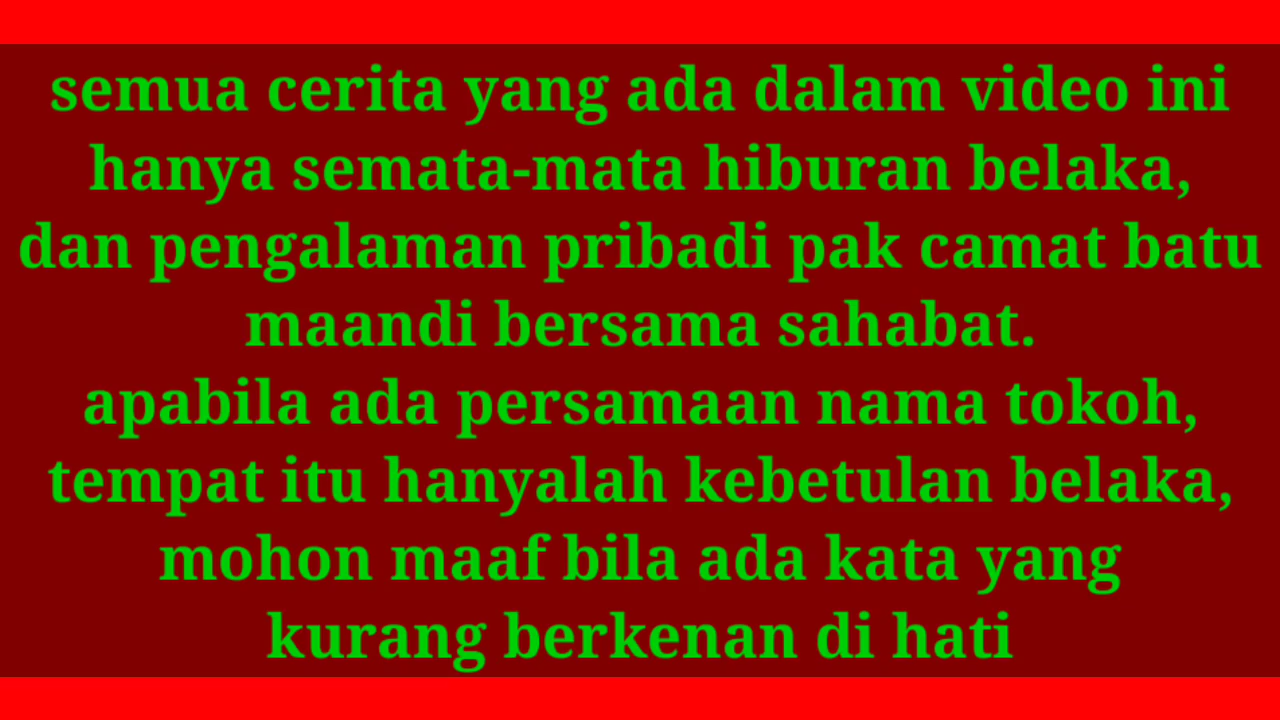 semua cerita yang ada dalam video ini
hanya semata-mata hiburan belaka,
dan pengalaman pribadi pak camat batu
maandi bersama sahabat.
apabila ada persamaan nama tokoh,
tempat itu hanyalah kebetulan belaka,
mohon maaf bila ada kata yang
kurang berkenan di hati